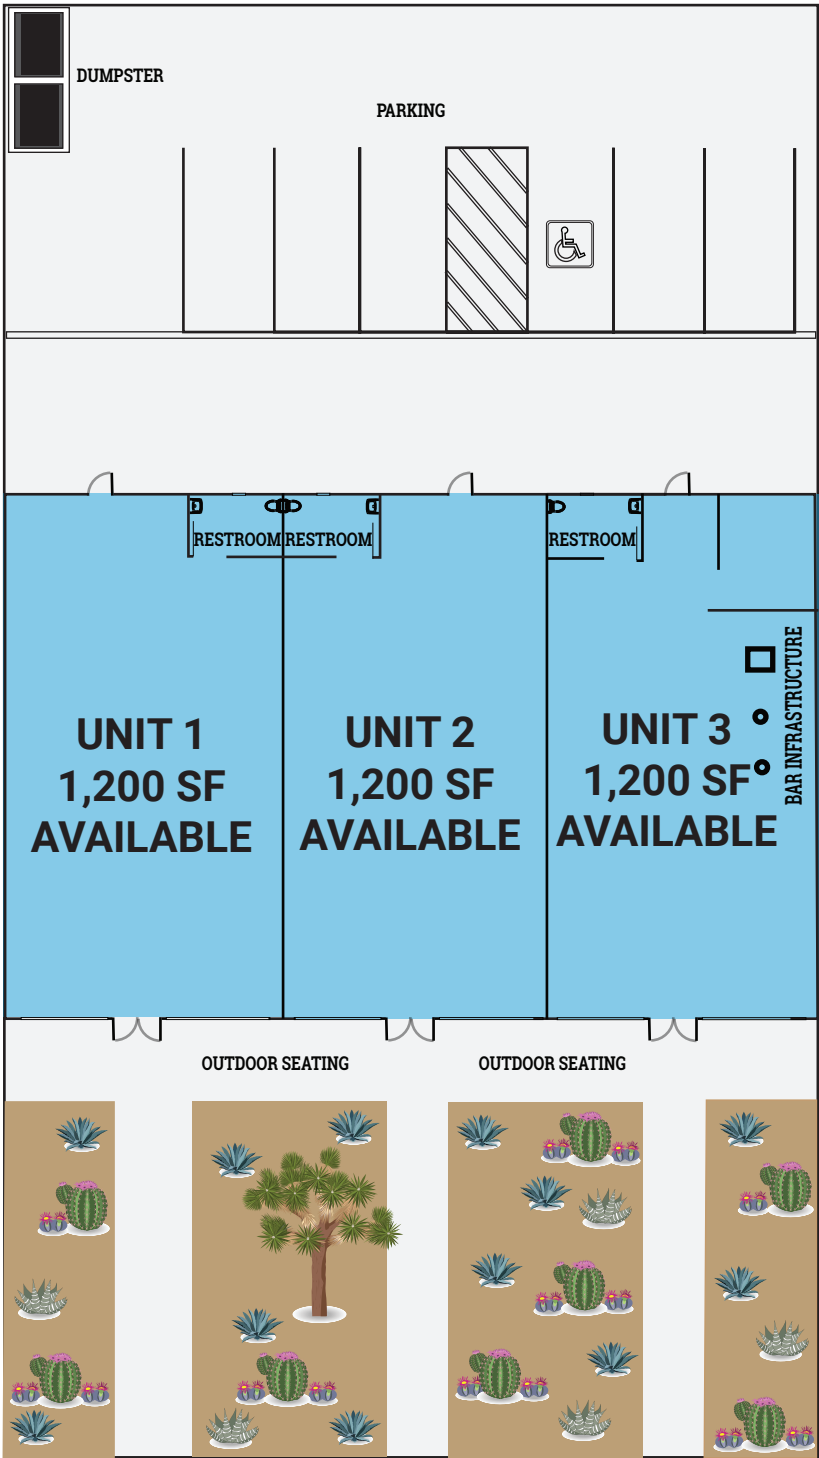 DUMPSTER
PARKING
RESTROOM
RESTROOM
RESTROOM
BAR INFRASTRUCTURE
UNIT 1
1,200 SF
AVAILABLE
UNIT 2
1,200 SF
AVAILABLE
UNIT 3
1,200 SF
AVAILABLE
OUTDOOR SEATING
OUTDOOR SEATING